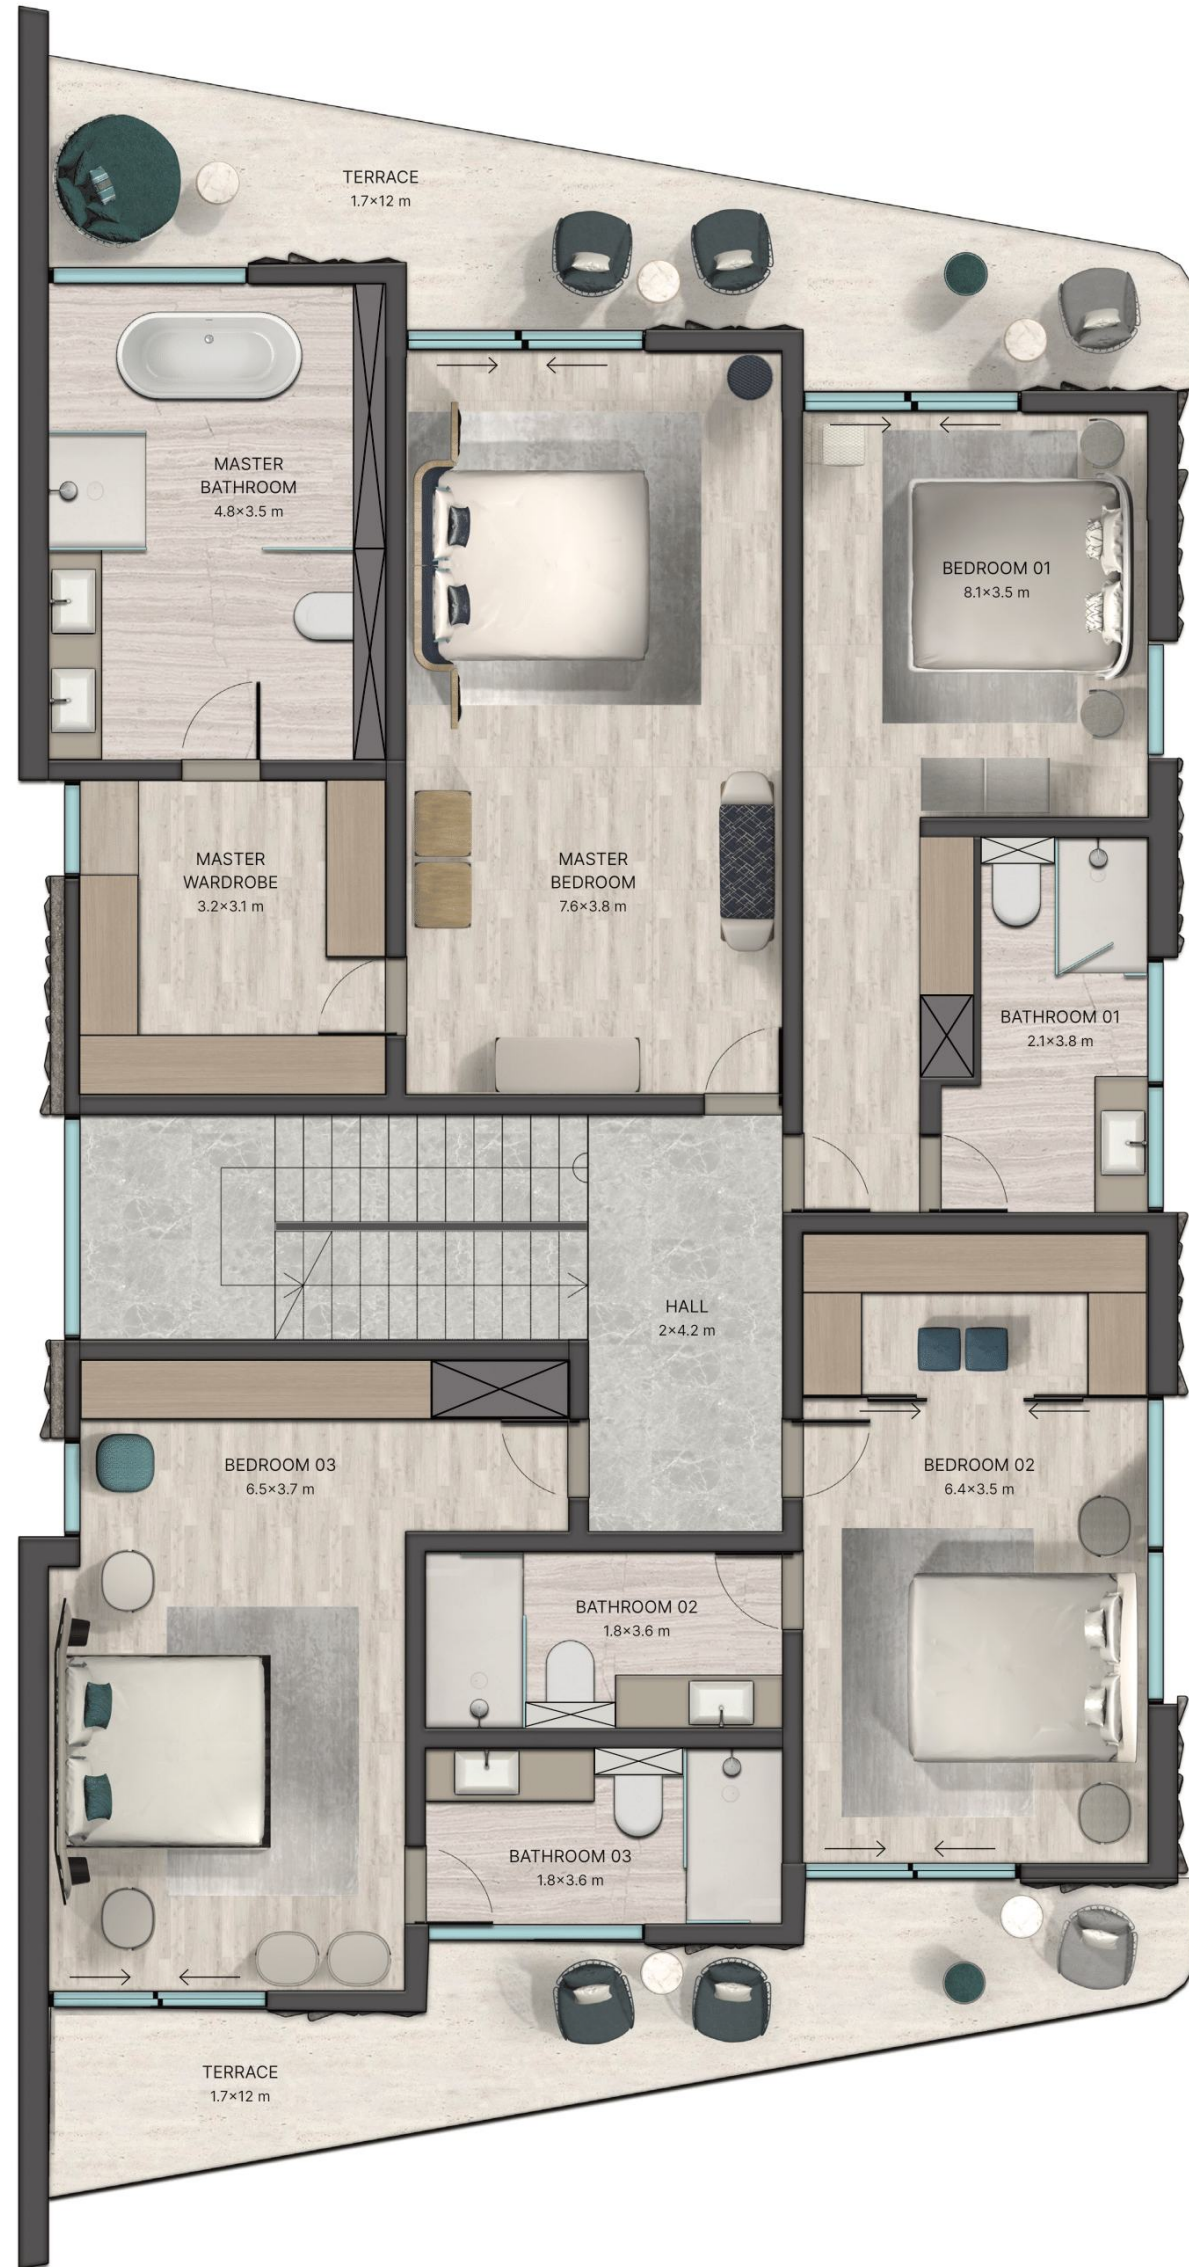 TERRACE
1.7×12 m
MASTER
BATHROOM
4.8×3.5 m
BEDROOM 01
8.1×3.5 m
MASTER
WARDROBE
3.2×3.1 m
MASTER
BEDROOM
7.6×3.8 m
BATHROOM 01
2.1×3.8 m
HALL
2×4.2 m
BEDROOM 03
6.5×3.7 m
BEDROOM 02
6.4×3.5 m
BATHROOM 02
1.8×3.6 m
BATHROOM 03
1.8×3.6 m
TERRACE
1.7×12 m